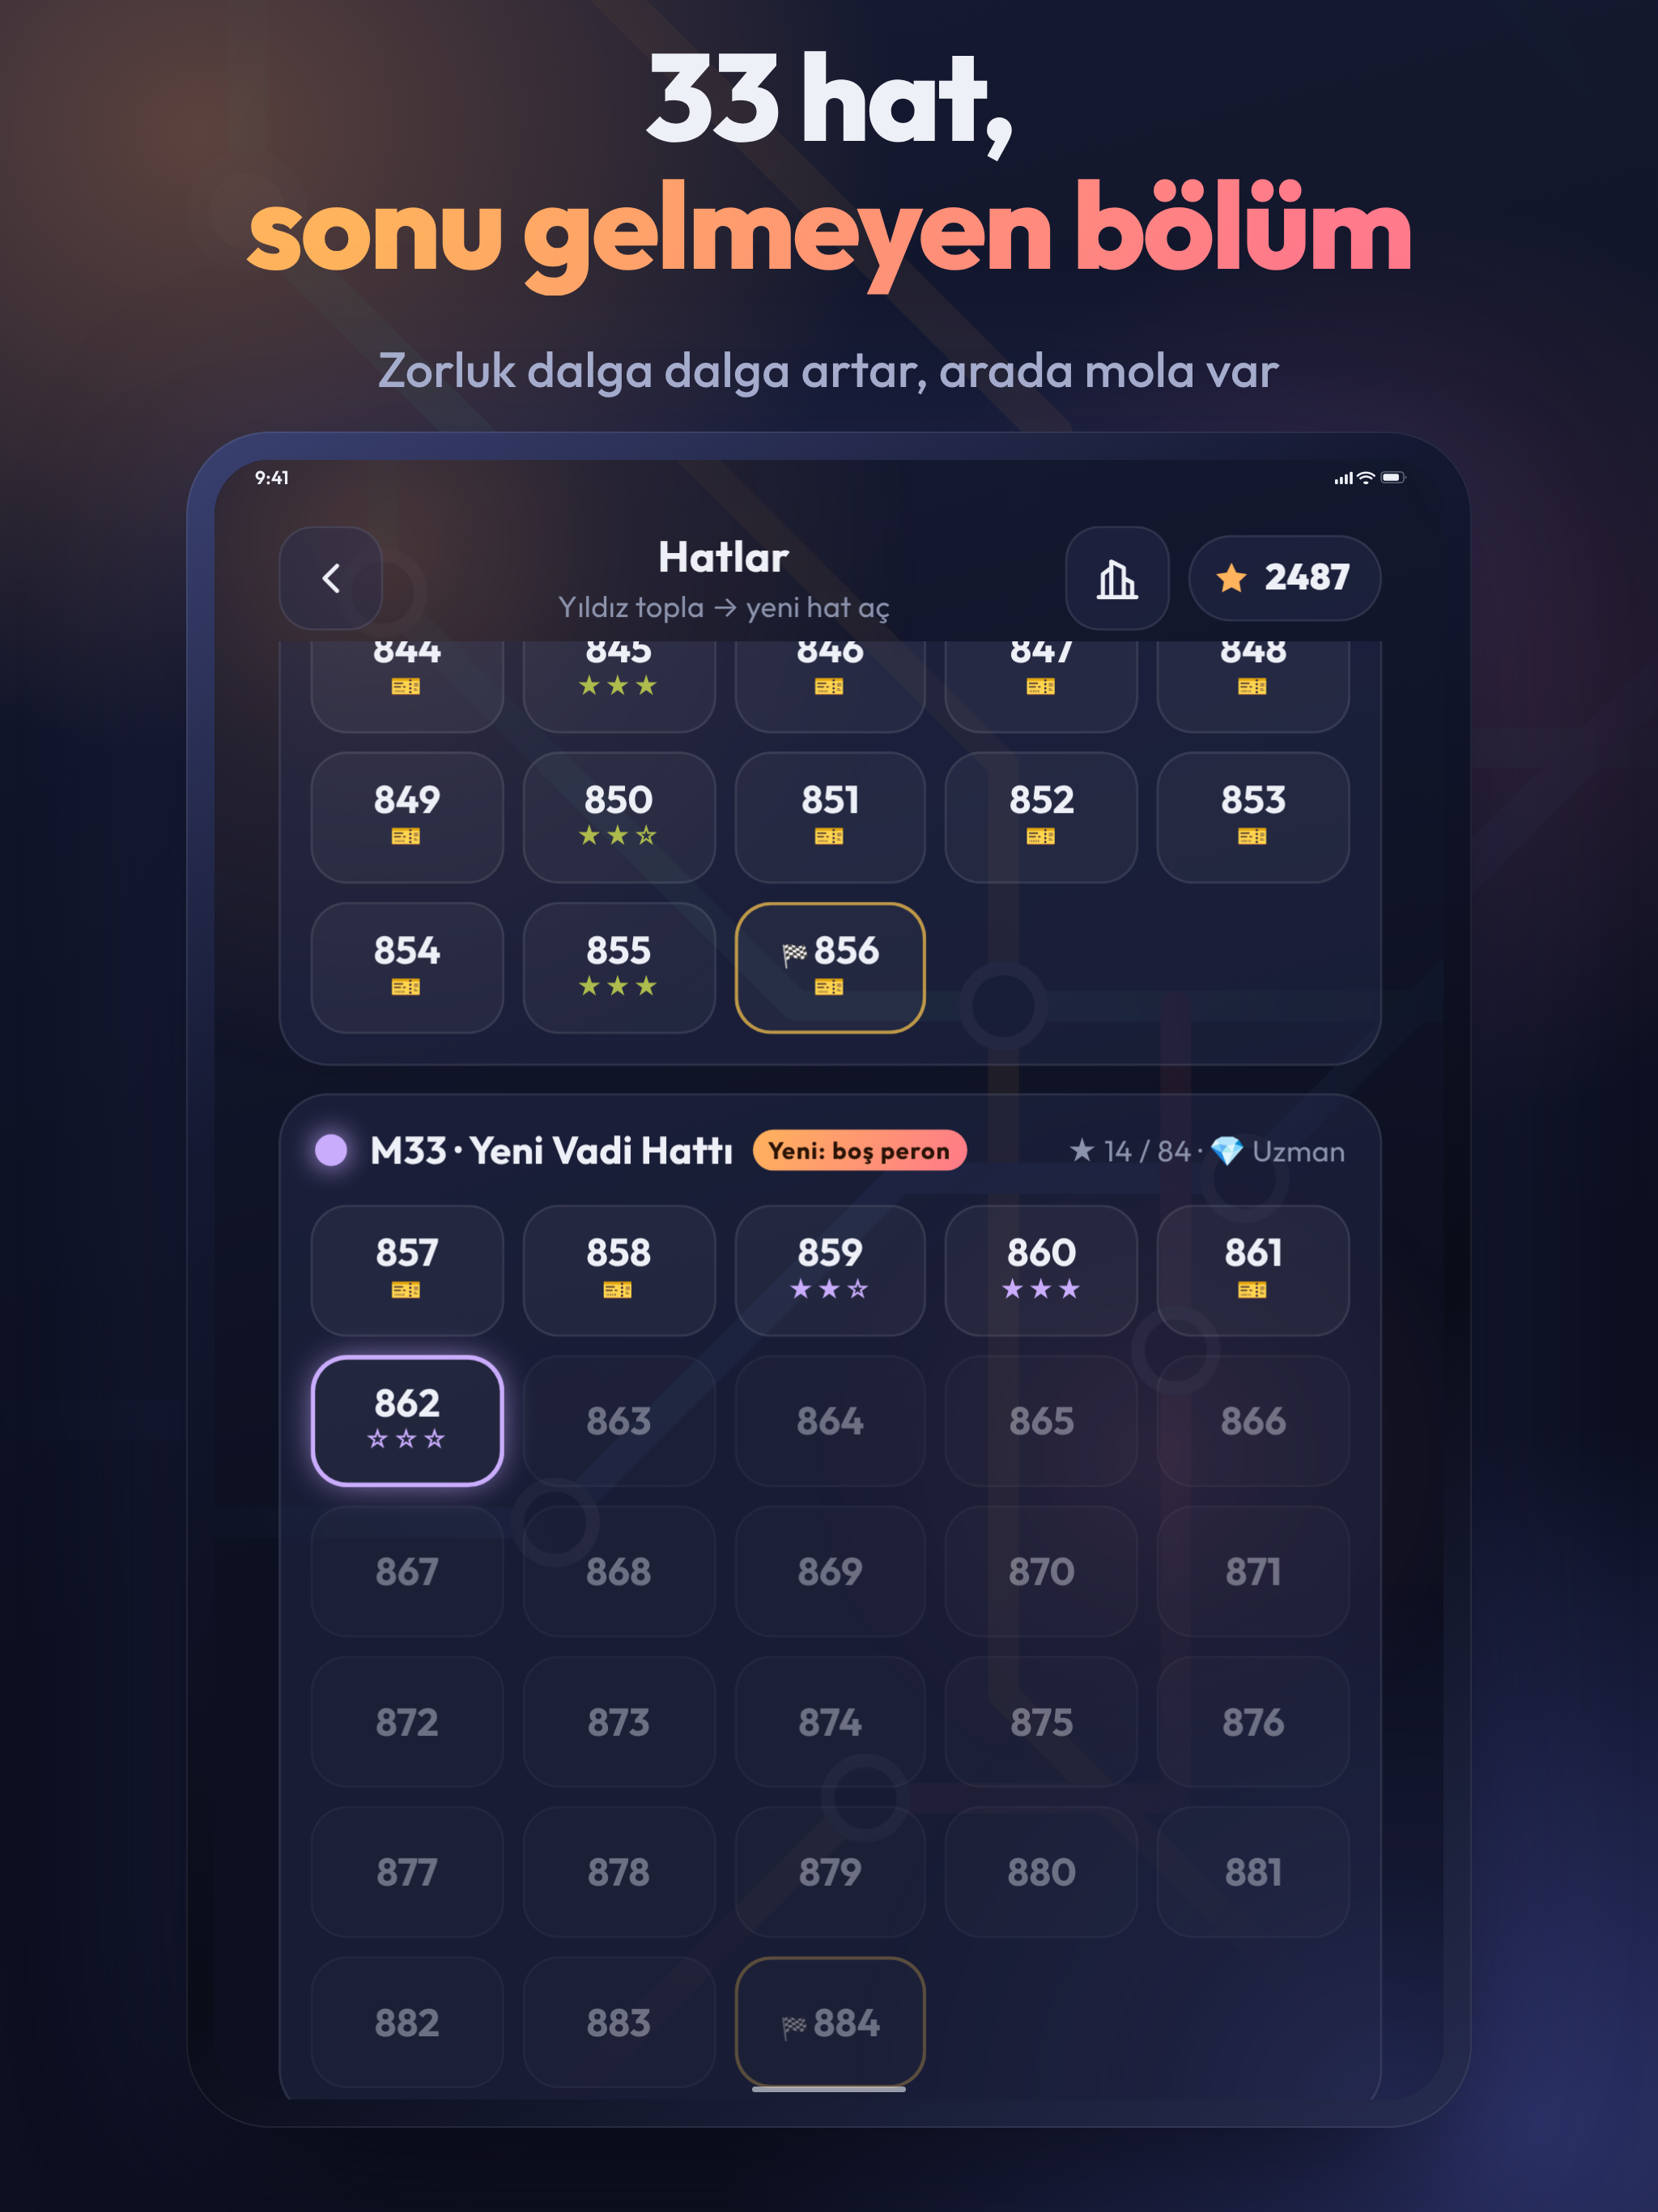 33 hat,
sonu gelmeyen bölüm
Zorluk dalga dalga artar, arada mola var
9:41
Hatlar
Yıldız topla → yeni hat aç
★ 2487
844 845 846 847 848
★★★
849 850 851 852 853
★★☆
854 855 856
★★★
M33 · Yeni Vadi Hattı Yeni: boş peron ★ 14 / 84 · 💎 Uzman
857 858 859 860 861
★★☆ ★★★
862 863 864 865 866
☆☆☆
867 868 869 870 871
872 873 874 875 876
877 878 879 880 881
882 883 884